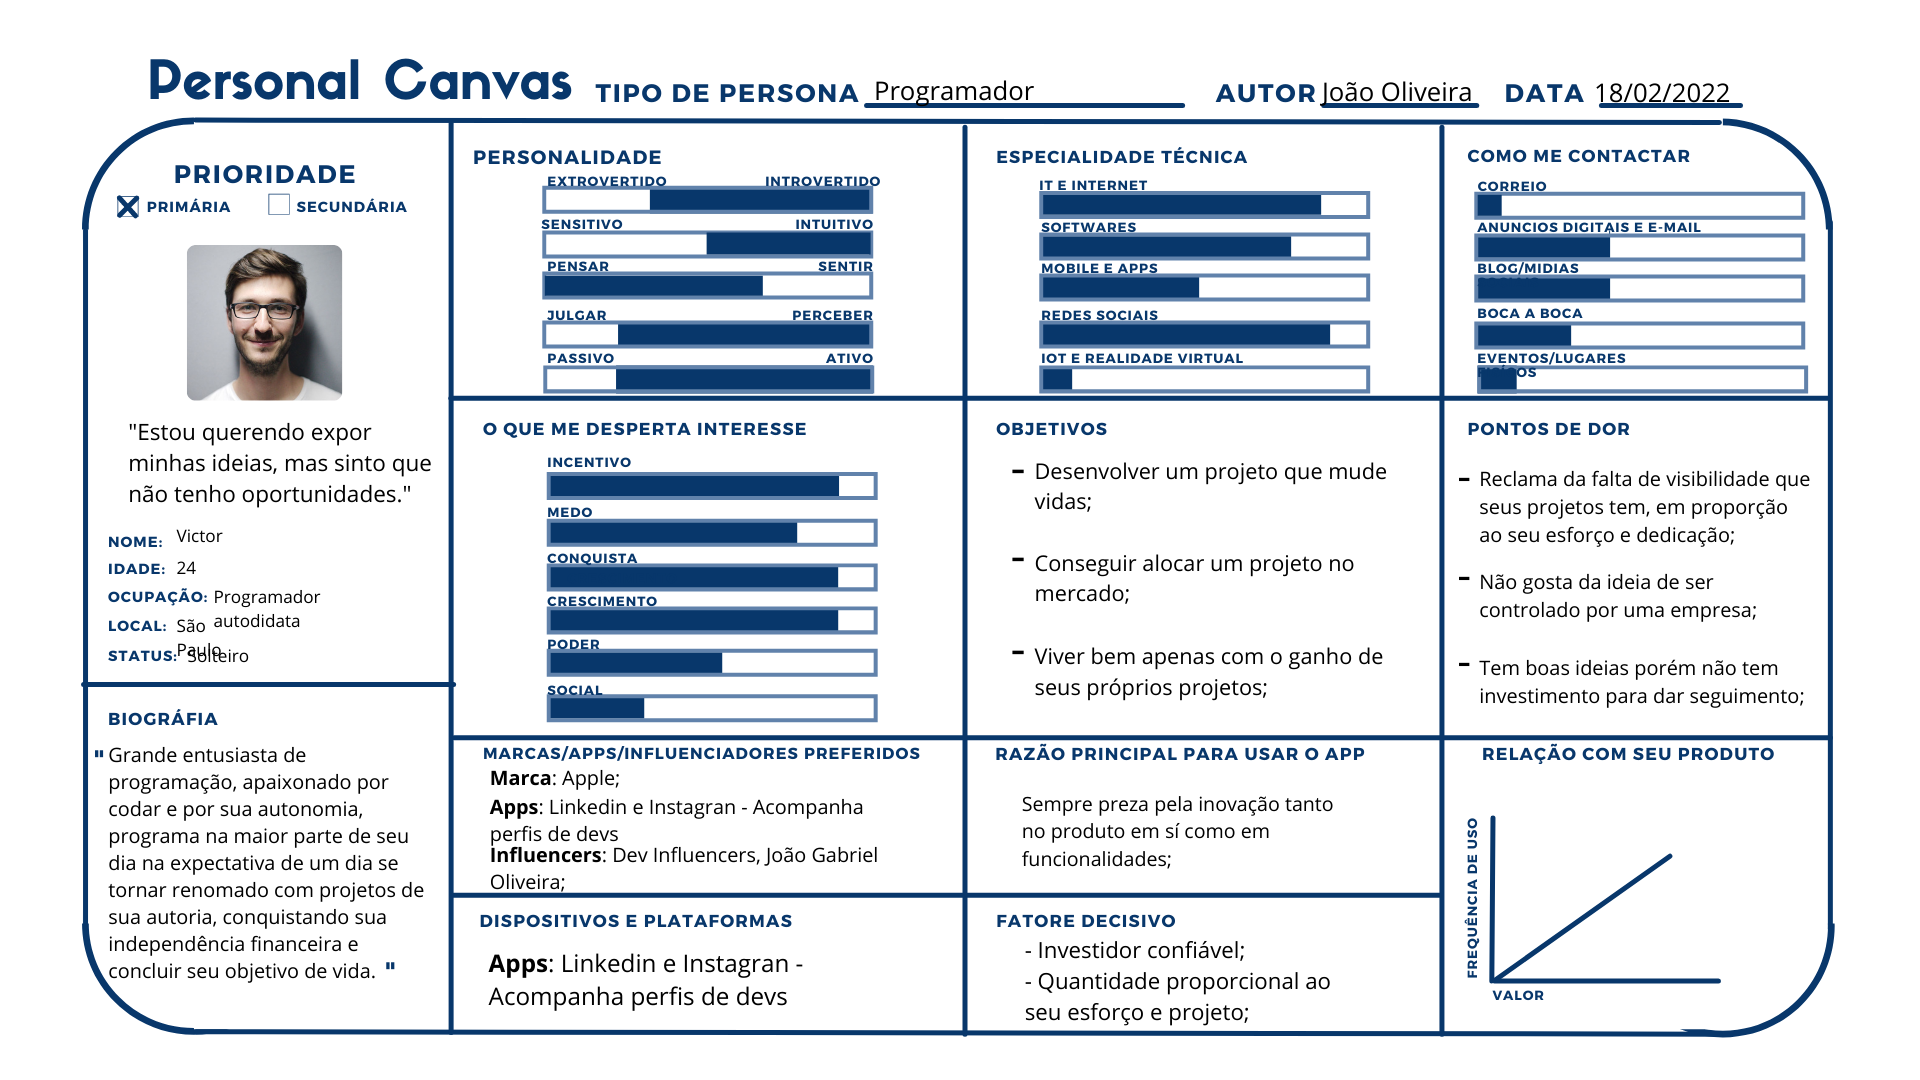 Personal Canvas
TIPO DE PERSONA Programador
AUTOR João Oliveira
DATA 18/02/2022
PRIORIDADE
PRIMÁRIA SECUNDÁRIA
"Estou querendo expor
minhas ideias, mas sinto que
não tenho oportunidades."
NOME: Victor
IDADE: 24
OCUPAÇÃO: Programador
autodidata
LOCAL: São
Paulo
STATUS: Solteiro
BIOGRÁFIA
" Grande entusiasta de
programação, apaixonado por
codar e por sua autonomia,
programa na maior parte de seu
dia na expectativa de um dia se
tornar renomado com projetos de
sua autoria, conquistando sua
independência financeira e
concluir seu objetivo de vida. "
PERSONALIDADE
EXTROVERTIDO INTROVERTIDO
SENSITIVO INTUITIVO
PENSAR SENTIR
JULGAR PERCEBER
PASSIVO ATIVO
ESPECIALIDADE TÉCNICA
IT E INTERNET
SOFTWARES
MOBILE E APPS
REDES SOCIAIS
IOT E REALIDADE VIRTUAL
COMO ME CONTACTAR
CORREIO
ANUNCIOS DIGITAIS E E-MAIL
BLOG/MIDIAS
BOCA A BOCA
EVENTOS/LUGARES
O QUE ME DESPERTA INTERESSE
INCENTIVO
MEDO
CONQUISTA
CRESCIMENTO
PODER
SOCIAL
OBJETIVOS
- Desenvolver um projeto que mude
vidas;
- Conseguir alocar um projeto no
mercado;
- Viver bem apenas com o ganho de
seus próprios projetos;
PONTOS DE DOR
- Reclama da falta de visibilidade que
seus projetos tem, em proporção
ao seu esforço e dedicação;
- Não gosta da ideia de ser
controlado por uma empresa;
- Tem boas ideias porém não tem
investimento para dar seguimento;
MARCAS/APPS/INFLUENCIADORES PREFERIDOS
Marca: Apple;
Apps: Linkedin e Instagran - Acompanha
perfis de devs
Influencers: Dev Influencers, João Gabriel
Oliveira;
RAZÃO PRINCIPAL PARA USAR O APP
Sempre preza pela inovação tanto
no produto em sí como em
funcionalidades;
RELAÇÃO COM SEU PRODUTO
FREQUÊNCIA DE USO
VALOR
DISPOSITIVOS E PLATAFORMAS
Apps: Linkedin e Instagran -
Acompanha perfis de devs
FATORE DECISIVO
- Investidor confiável;
- Quantidade proporcional ao
seu esforço e projeto;